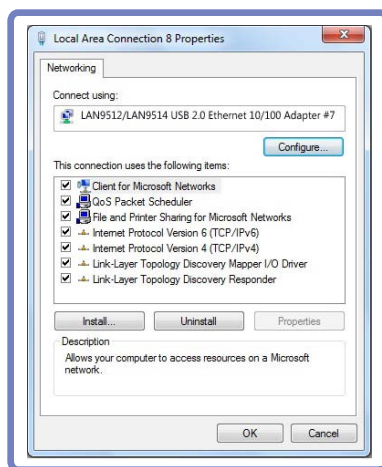 Local Area Connection 8 Properties
Networking
Connect using:
LAN9512/LAN9514 USB 2.0 Ethernet 10/100 Adapter #7
Configure...
This connection uses the following items:
Client for Microsoft Networks
QoS Packet Scheduler
File and Printer Sharing for Microsoft Networks
Internet Protocol Version 6 (TCP/IPv6)
Internet Protocol Version 4 (TCP/IPv4)
Link-Layer Topology Discovery Mapper I/O Driver
Link-Layer Topology Discovery Responder
Install... Uninstall Properties
Description
Allows your computer to access resources on a Microsoft
network.
OK Cancel